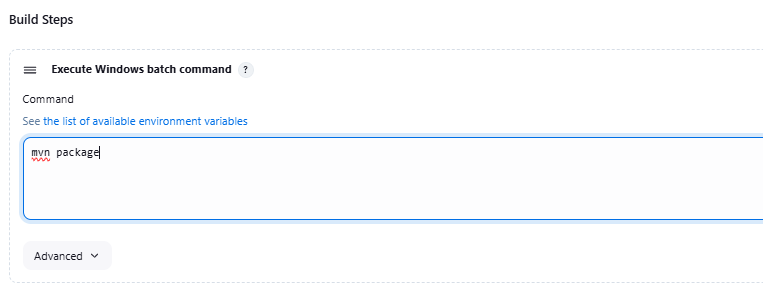 Build Steps
Execute Windows batch command ?
Command
See the list of available environment variables
mvn package
Advanced